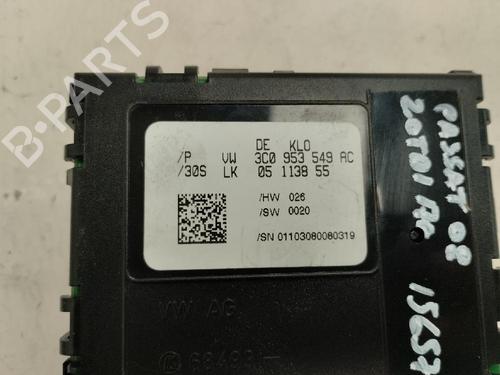 B-PARTS
DE KLO
/P VW 3C0 953 549 AC
/30S LK 05 1138 55
/HW 026
/SW 0020
/SN 01103080080319
VW AG
PASSAT 08
20TDI AC
15657